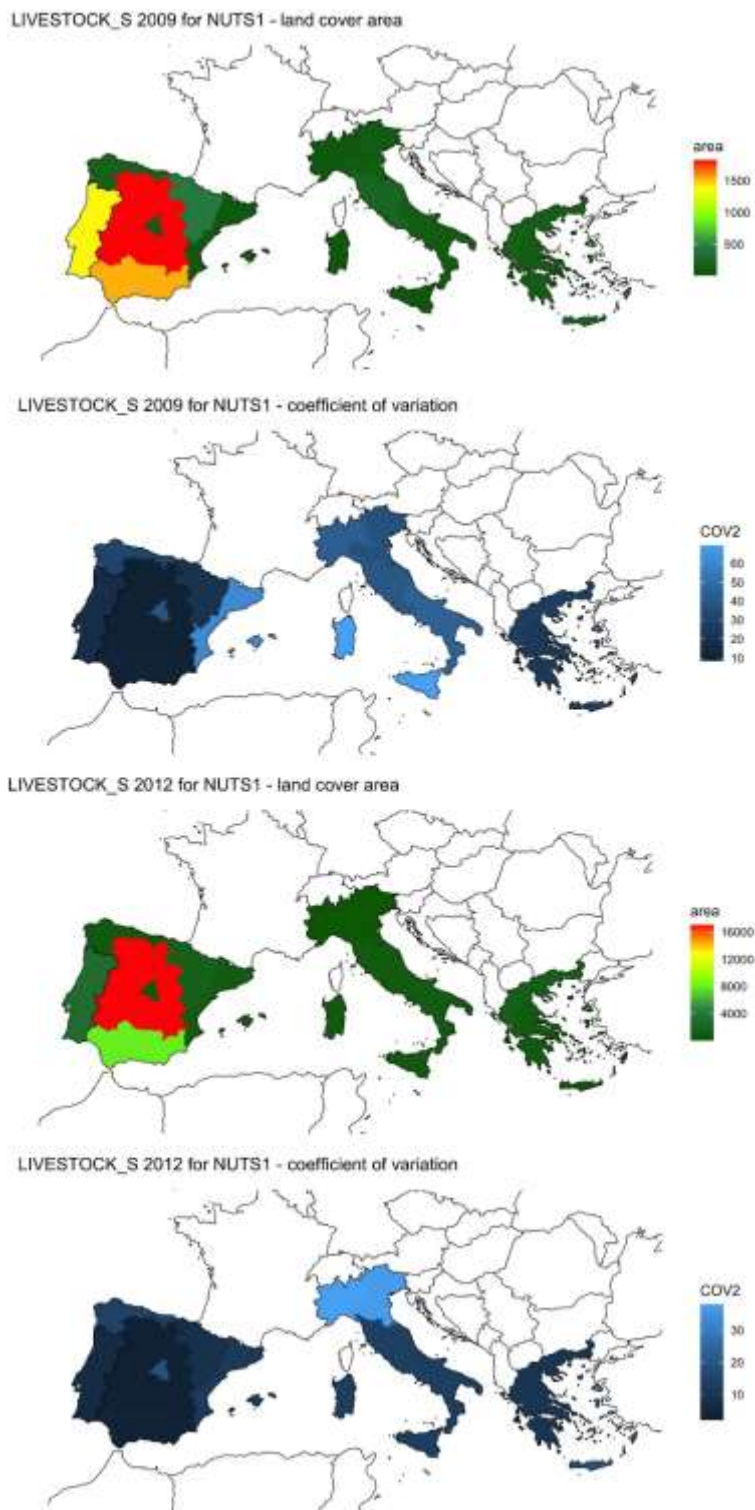 LIVESTOCK_S 2009 for NUTS1 - land cover area
area
1500
1000
500
LIVESTOCK_S 2009 for NUTS1 - coefficient of variation
COV2
60
50
40
30
20
10
LIVESTOCK_S 2012 for NUTS1 - land cover area
area
16000
12000
8000
4000
LIVESTOCK_S 2012 for NUTS1 - coefficient of variation
COV2
30
20
10